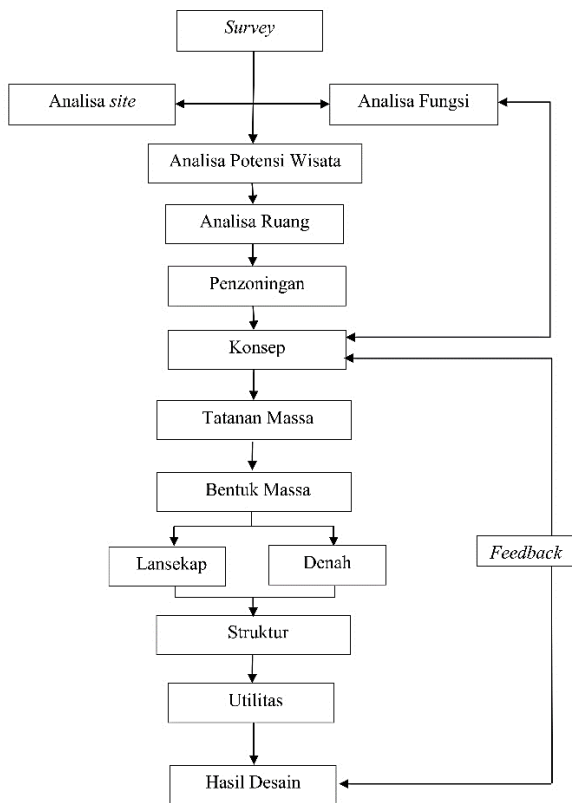 Survey
Analisa site
Analisa Fungsi
Analisa Potensi Wisata
Analisa Ruang
Penzoningan
Konsep
Tatanan Massa
Bentuk Massa
Lansekap
Denah
Feedback
Struktur
Utilitas
Hasil Desain